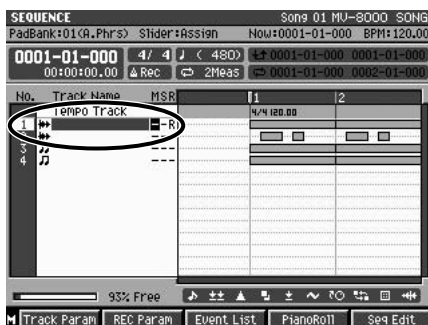 SEQUENCE Song 01 MV-8000 SONG
PadBank:01(A.Phrs) Slider:Assign Now:0001-01-000 BPM:120.00
0001-01-000 4/ 4 ♩ ( 480) 0001-01-000 0001-01-000
00:00:00.00 Rec 2Meas 0001-01-000 0002-01-000
No. Track Name MSR 1 2
Tempo Track 4/4 120.00
1 -R
---
3 ---
4 ---
93% Free
M Track Param REC Param Event List PianoRoll Seq Edit